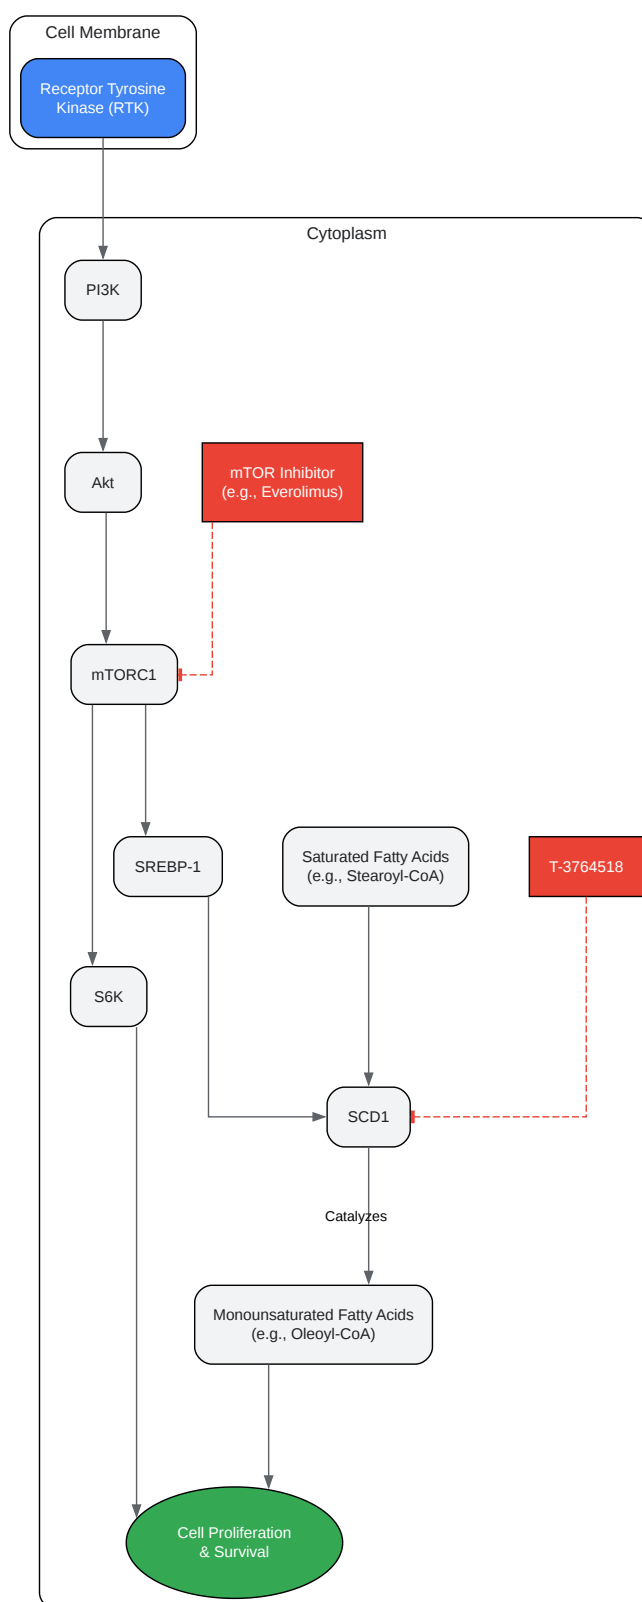 Cell Membrane
Receptor Tyrosine
Kinase (RTK)
Cytoplasm
PI3K
Akt
mTOR Inhibitor
(e.g., Everolimus)
mTORC1
SREBP-1
Saturated Fatty Acids
(e.g., Stearoyl-CoA)
T-3764518
S6K
SCD1
Catalyzes
Monounsaturated Fatty Acids
(e.g., Oleoyl-CoA)
Cell Proliferation
& Survival